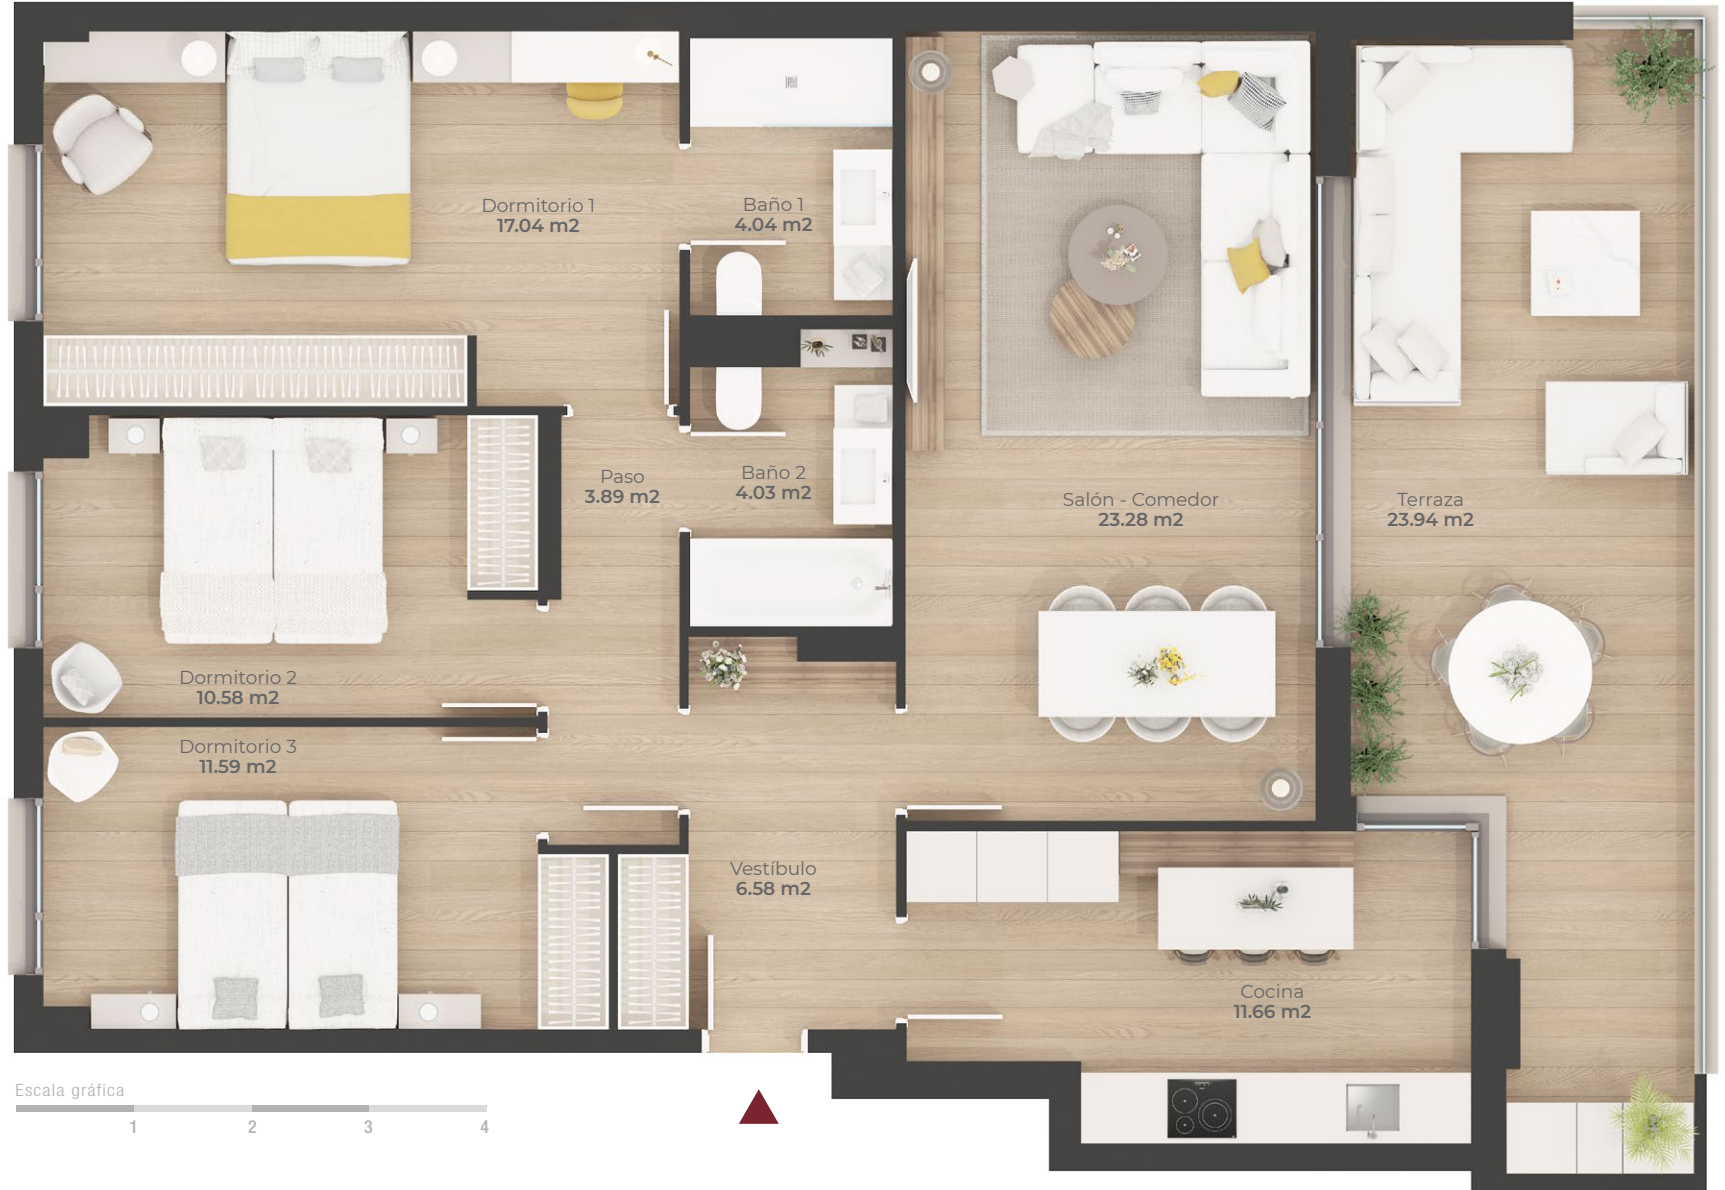 Dormitorio 1
17.04 m2
Baño 1
4.04 m2
Paso
3.89 m2
Baño 2
4.03 m2
Salón - Comedor
23.28 m2
Terraza
23.94 m2
Dormitorio 2
10.58 m2
Dormitorio 3
11.59 m2
Vestíbulo
6.58 m2
Cocina
11.66 m2
Escala gráfica
1 2 3 4